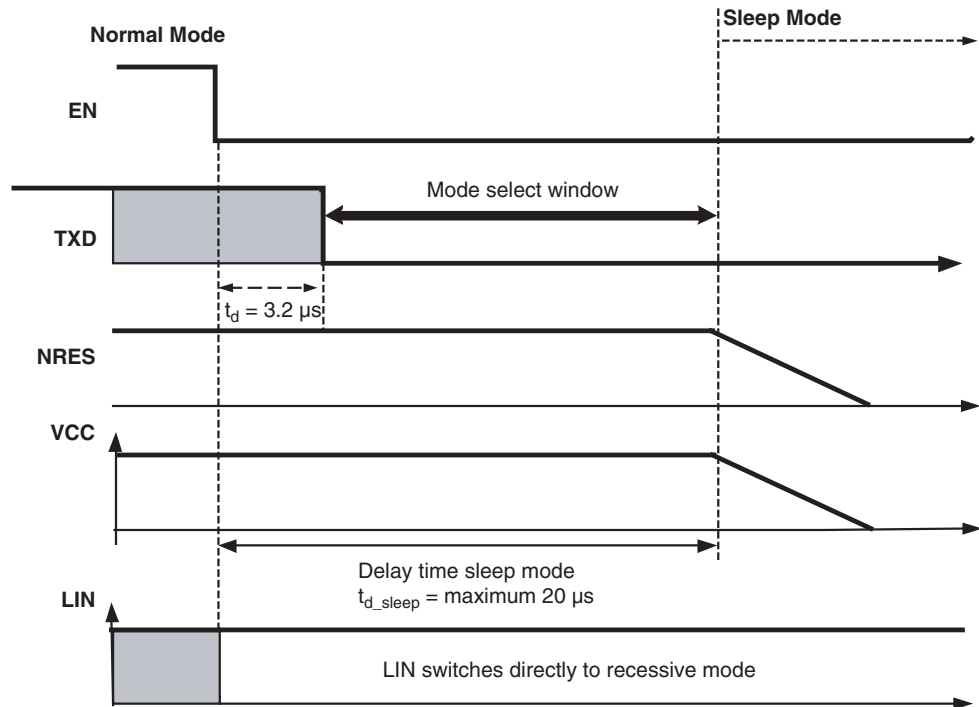 Sleep Mode
Normal Mode
EN
Mode select window
TXD
t_d = 3.2 µs
NRES
VCC
Delay time sleep mode
t_d_sleep = maximum 20 µs
LIN
LIN switches directly to recessive mode